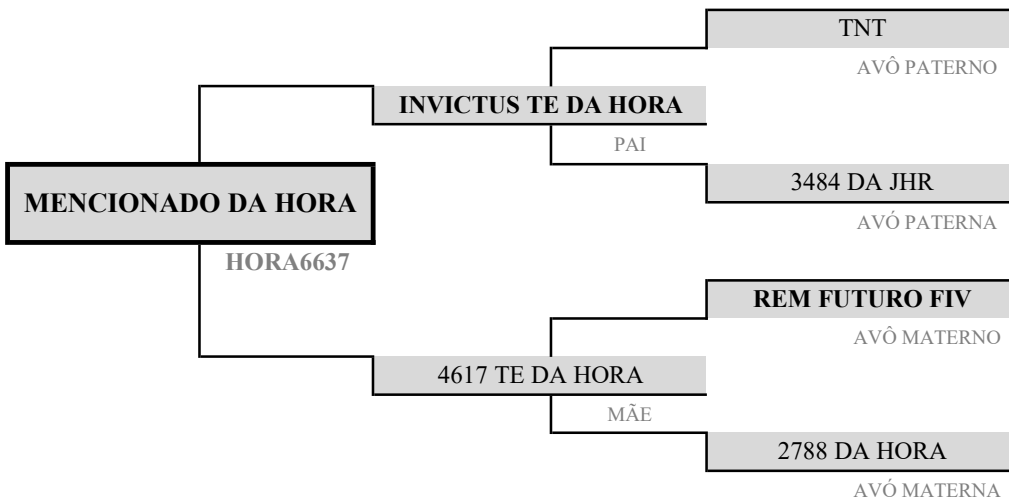 TNT
AVÔ PATERNO
INVICTUS TE DA HORA
PAI
3484 DA JHR
AVÓ PATERNA
MENCIONADO DA HORA
HORA6637
REM FUTURO FIV
AVÔ MATERNO
4617 TE DA HORA
MÃE
2788 DA HORA
AVÓ MATERNA